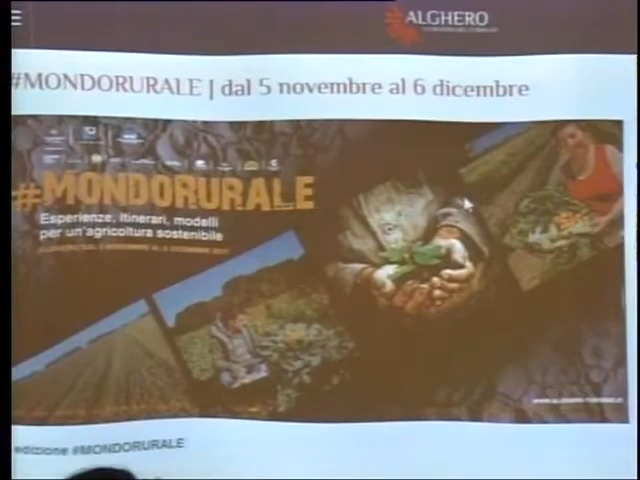 ALGHERO
#MONDORURALE | dal 5 novembre al 6 dicembre
#MONDORURALE
Esperienze, itinerari, modelli
per un'agricoltura sostenibile
edizione #MONDORURALE